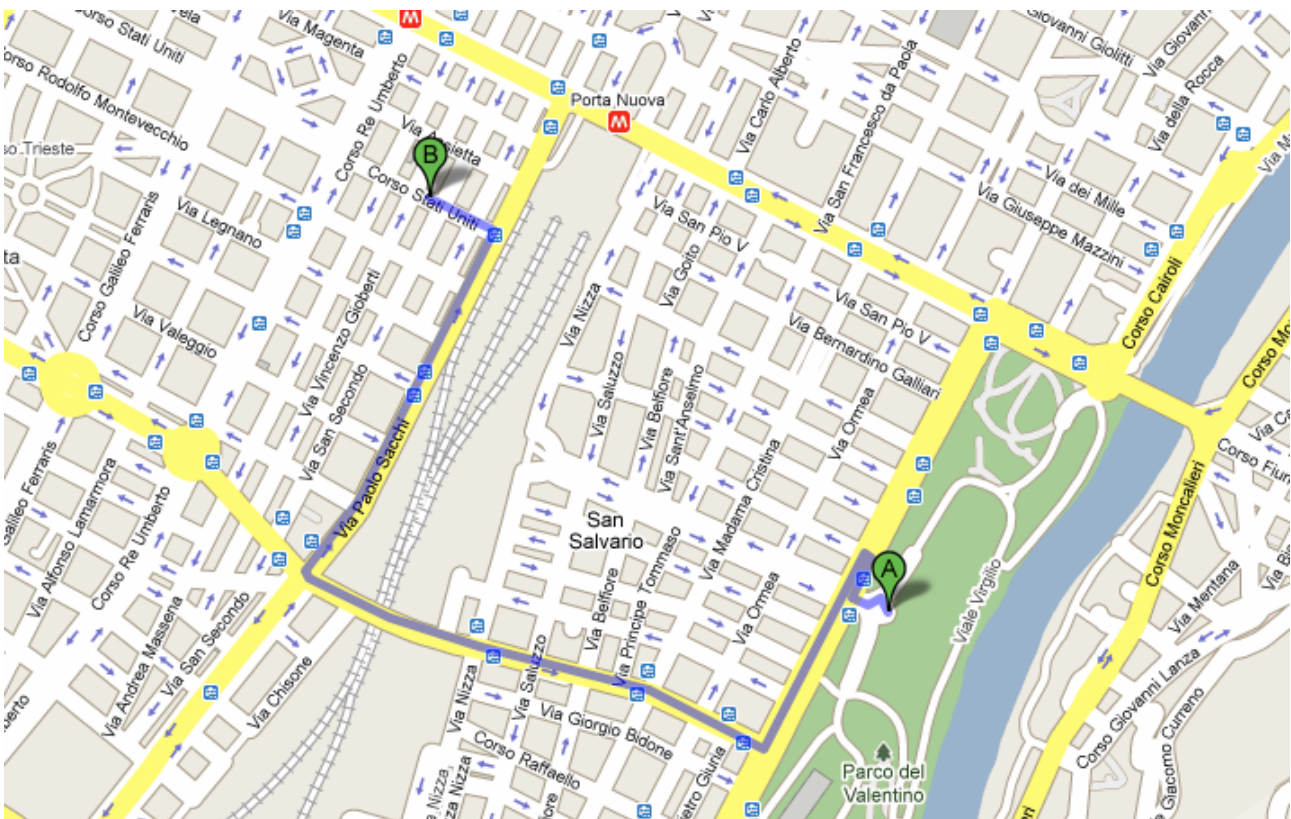 Corso Stati Uniti
Via Magenta
Corso Rodolfo Montevecchio
Corso Re Umberto
Porta Nuova
Via Carlo Alberto
Via San Francesco da Paola
Giovanni Giolitti
Via Giovanni
Via della Rocca
B
Corso Stati Uniti
Via Legnano
Corso Galileo Ferraris
Via San Pio V
Via dei Mille
Via Giuseppe Mazzini
Corso Cairoli
Via Valeggio
Via Vincenzo Gioberti
Via San Secondo
Via Nizza
Via Goito
Via San Pio V
Via Bernardino Galliari
Via Saluzzo
Via Belfiore
Via Sant'Anselmo
Via Ormea
Via Madama Cristina
Via Paolo Sacchi
San
Salvario
A
Corso Moncalieri
Galileo Ferraris
Via Alfonso Lamarmora
Corso Re Umberto
Via Andrea Massena
Via San Secondo
Via Chisone
Via Belfiore
Via Principe Tommaso
Via Ormea
Viale Virgilio
Via Mentana
Via Nizza
Via Saluzzo
Via Giorgio Bidone
Corso Raffaello
Parco del
Valentino
Corso Giovanni Lanza
Via Giacomo Curreno
Via Nizza